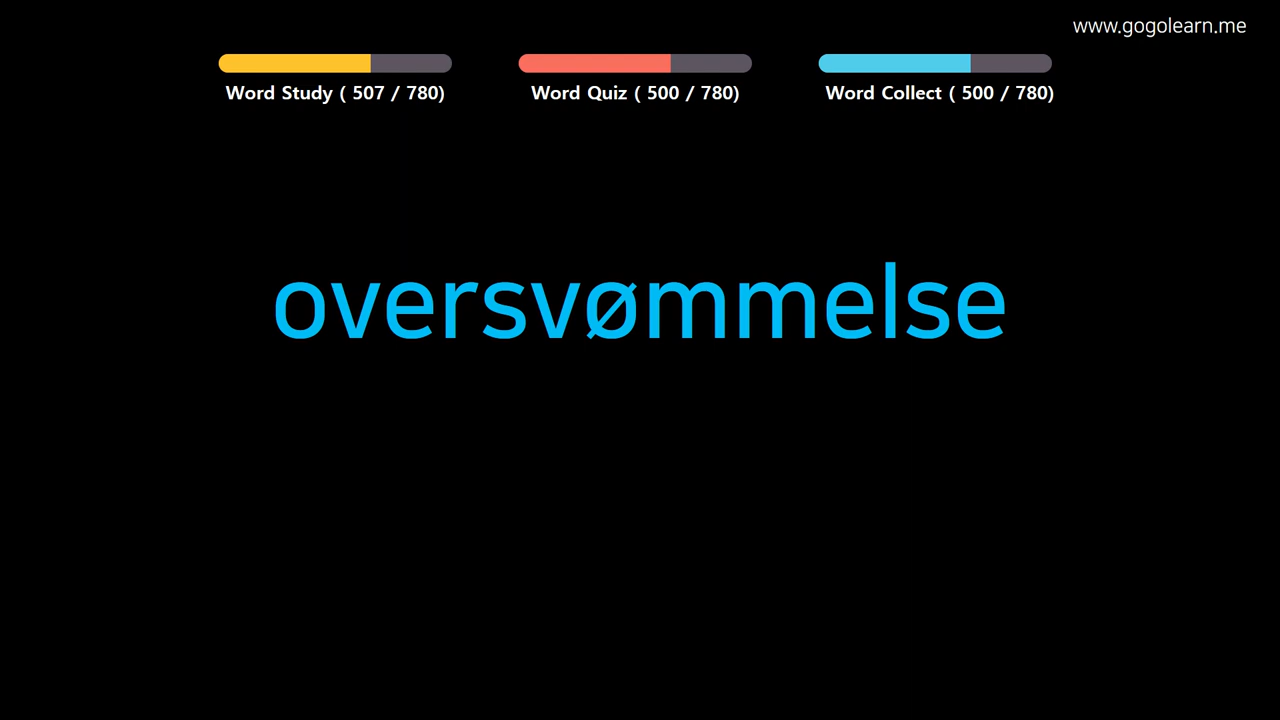 www.gogolearn.me
Word Study ( 507 / 780)
Word Quiz ( 500 / 780)
Word Collect ( 500 / 780)
oversvømmelse